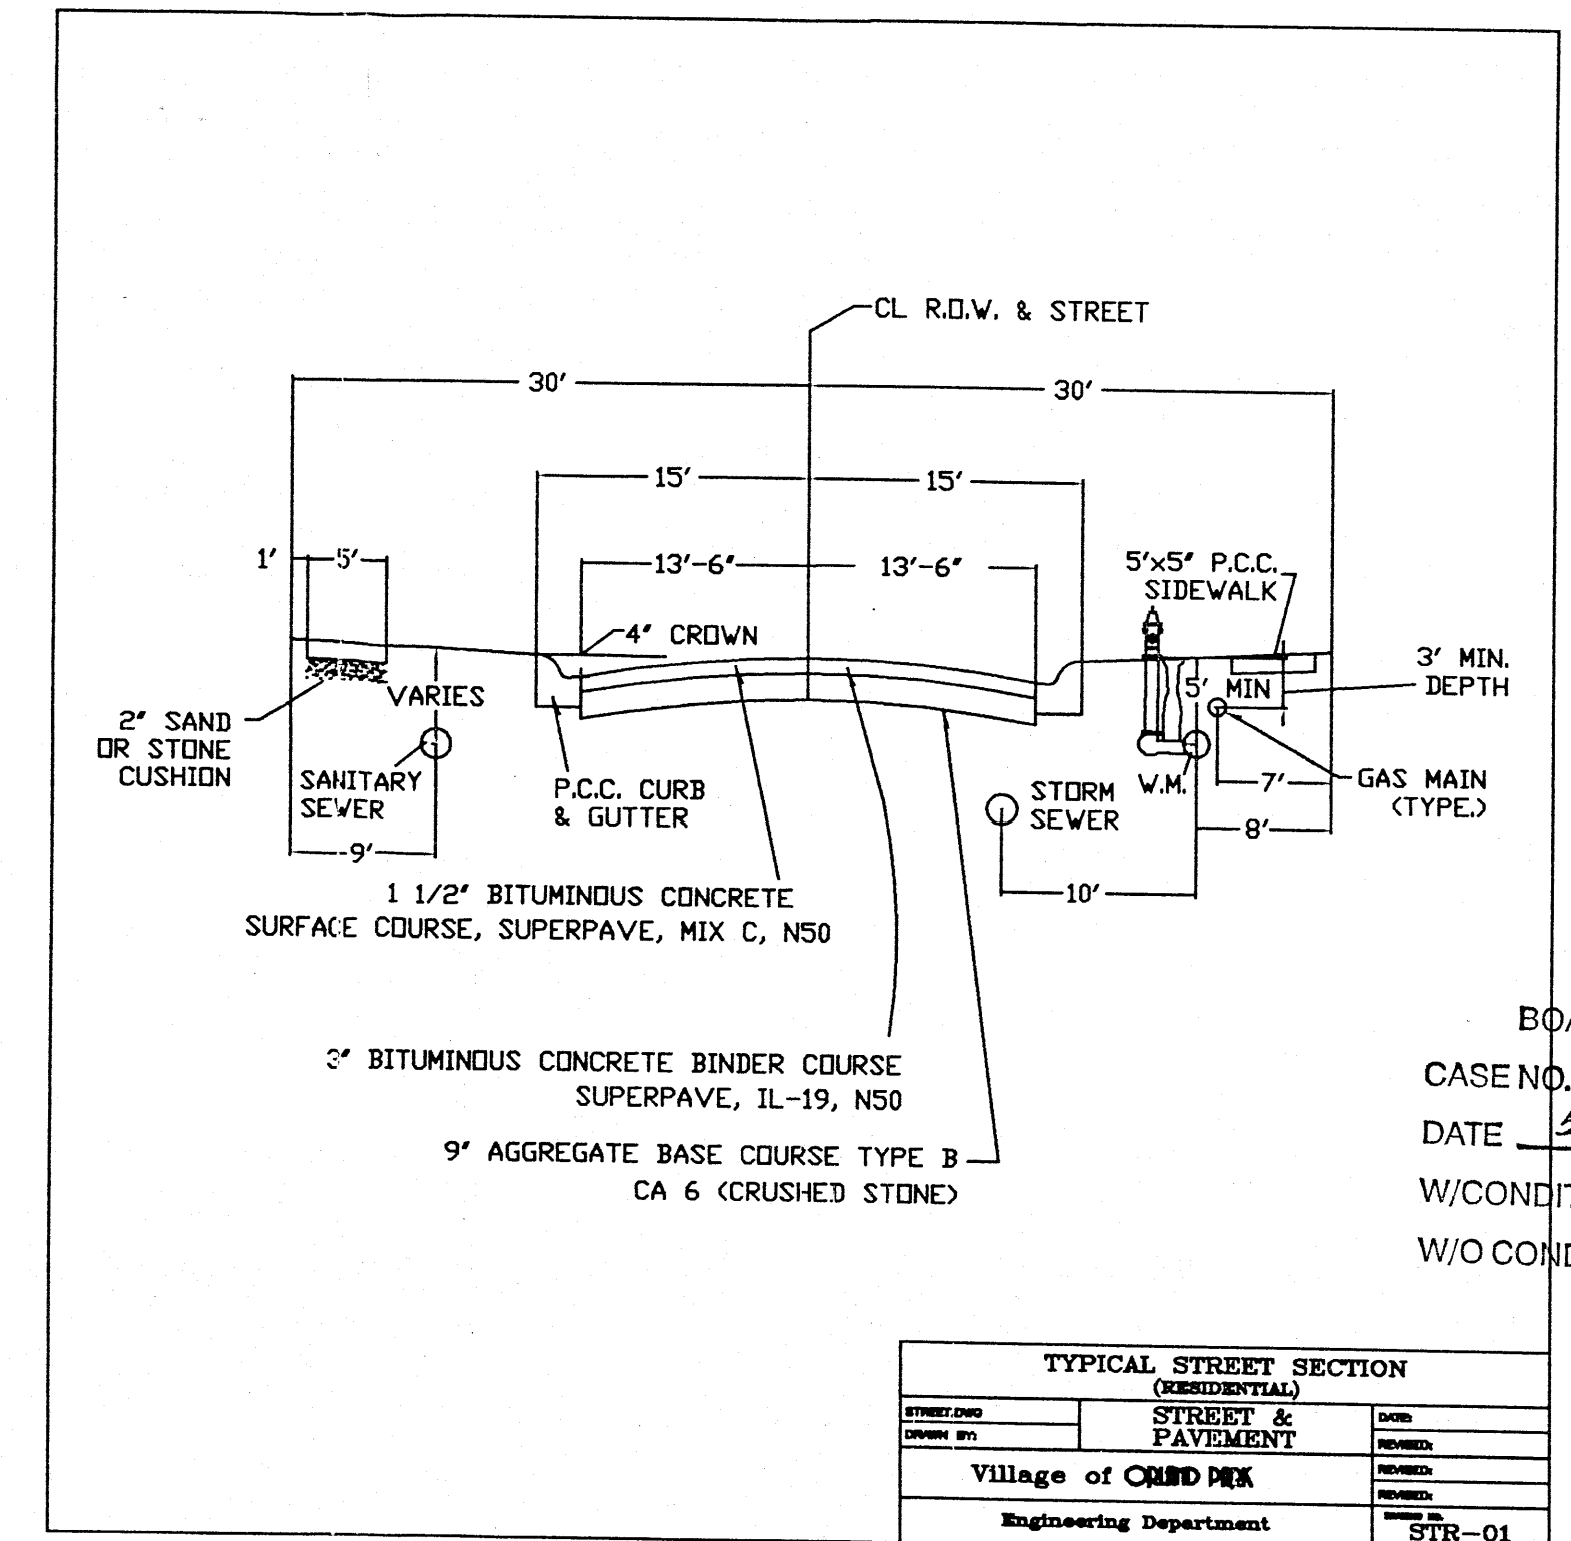 CL R.O.W. & STREET
30'
30'
15'
15'
1'
5'
13'-6"
13'-6"
5'x5" P.C.C.
SIDEWALK
4" CROWN
3' MIN.
DEPTH
5' MIN
VARIES
2" SAND
OR STONE
CUSHION
SANITARY
SEWER
P.C.C. CURB
& GUTTER
STORM
SEWER
W.M.
7'
GAS MAIN
(TYPE.)
8'
9'
10'
1 1/2" BITUMINOUS CONCRETE
SURFACE COURSE, SUPERPAVE, MIX C, N50
3" BITUMINOUS CONCRETE BINDER COURSE
SUPERPAVE, IL-19, N50
9" AGGREGATE BASE COURSE TYPE B
CA 6 (CRUSHED STONE)
CASE NO.
DATE
TYPICAL STREET SECTION
(RESIDENTIAL)
STREET.DWG
DRAWN BY:
STREET &
PAVEMENT
DATE:
REVISED:
REVISED:
REVISED:
Village of ORLAND PARK
Engineering Department
STR-01